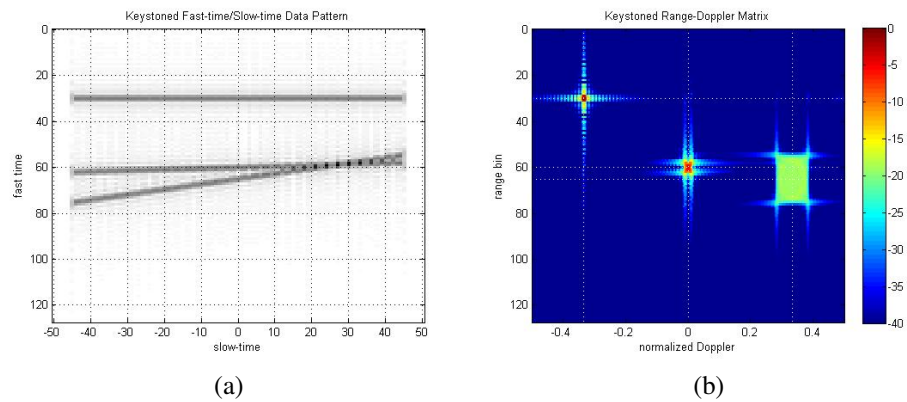 Keystoned Fast-time/Slow-time Data Pattern
0
20
40
60
80
100
120
fast time
-50 -40 -30 -20 -10 0 10 20 30 40 50
slow-time
(a)
Keystoned Range-Doppler Matrix
0
20
40
60
80
100
120
range bin
-0.4 -0.2 0 0.2 0.4
normalized Doppler
0
-5
-10
-15
-20
-25
-30
-35
-40
(b)